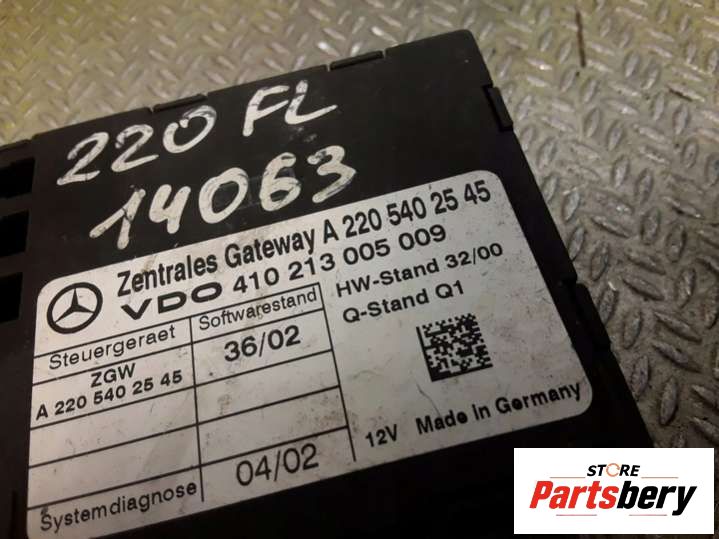 220 FL
14063
Zentrales Gateway A 220 540 25 45
VDO 410 213 005 009
HW-Stand 32/00
Q-Stand Q1
Steuergeraet Softwarestand
ZGW
A 220 540 25 45
36/02
Systemdiagnose 04/02
12V Made in Germany
STORE
Partsbery